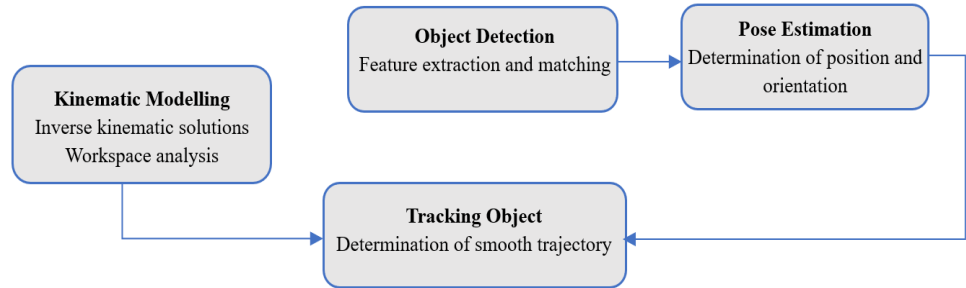 Object Detection
Feature extraction and matching
Pose Estimation
Determination of position and
orientation
Kinematic Modelling
Inverse kinematic solutions
Workspace analysis
Tracking Object
Determination of smooth trajectory